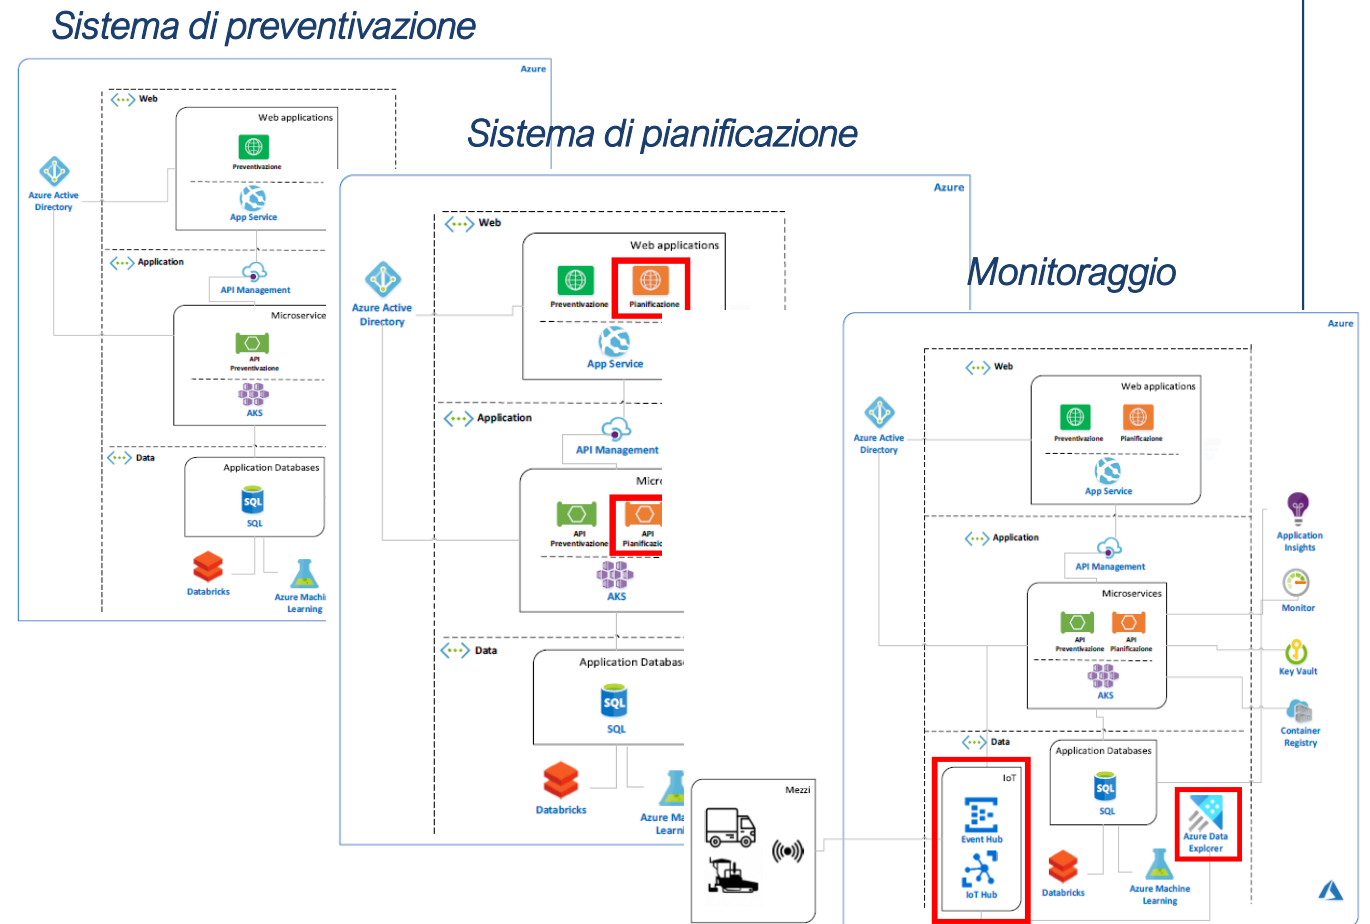 Sistema di preventivazione
Azure
Web
Web applications
Preventivazione
Azure Active
Directory
App Service
Application
API Management
Microservice
API
Preventivazione
AKS
Data
Application Databases
SQL
SQL
Databricks
Azure Machi
Learning
Sistema di pianificazione
Azure
Web
Web applications
Preventivazione
Pianificazione
Azure Active
Directory
App Service
Application
API Management
Micr
API
Preventivazione
API
Pianificazio
AKS
Data
Application Databas
SQL
SQL
Databricks
Azure Ma
Learni
Monitoraggio
Azure
Web
Web applications
Preventivazione
Pianificazione
Azure Active
Directory
App Service
Application
API Management
Microservices
API
Preventivazione
API
Pianificazione
AKS
Application
Insights
Monitor
Key Vault
Container
Registry
Data
IoT
Event Hub
IoT Hub
Application Databases
SQL
SQL
Databricks
Azure Machine
Learning
Azure Data
Explorer
Mezzi